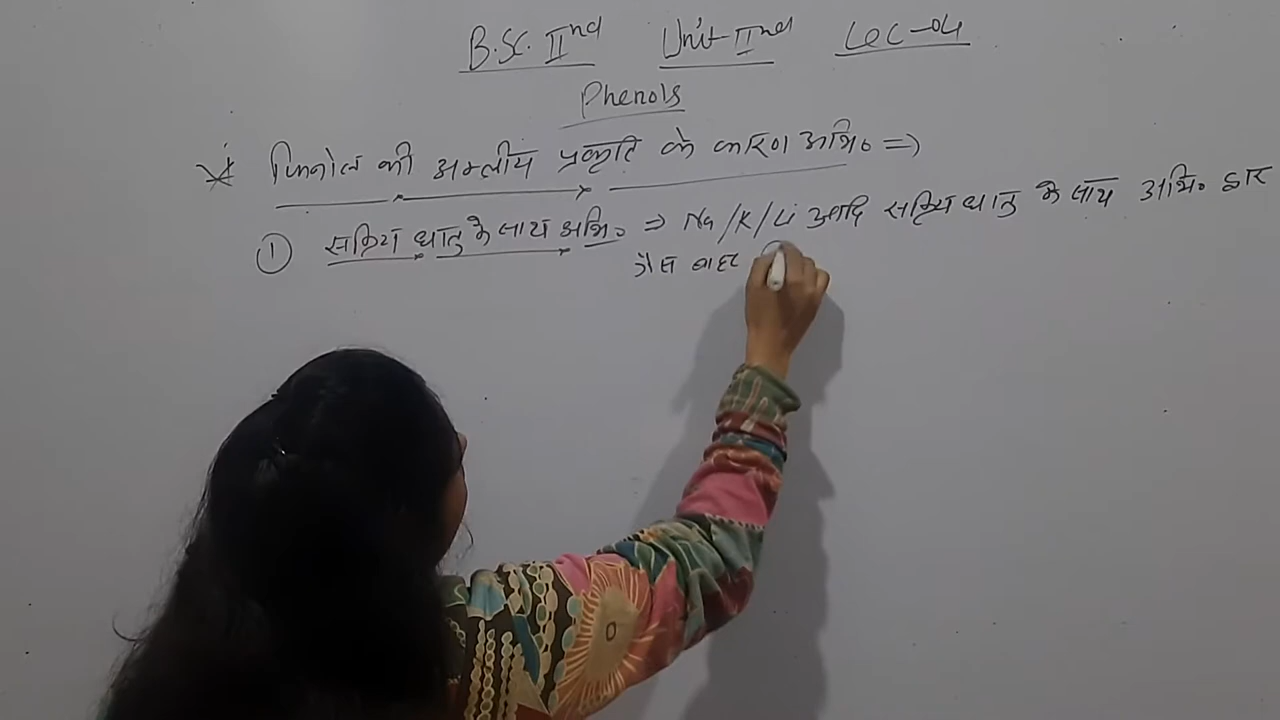 B.Sc. IInd Unit-IInd Lec-04
Phenols
फिनोल की अम्लीय प्रकृति के कारण अभि० =>
① सक्रिय धातु के साथ अभि० => Na/K/Li आदि सक्रिय धातु के साथ अभि० द्वारा
गैस बाहर